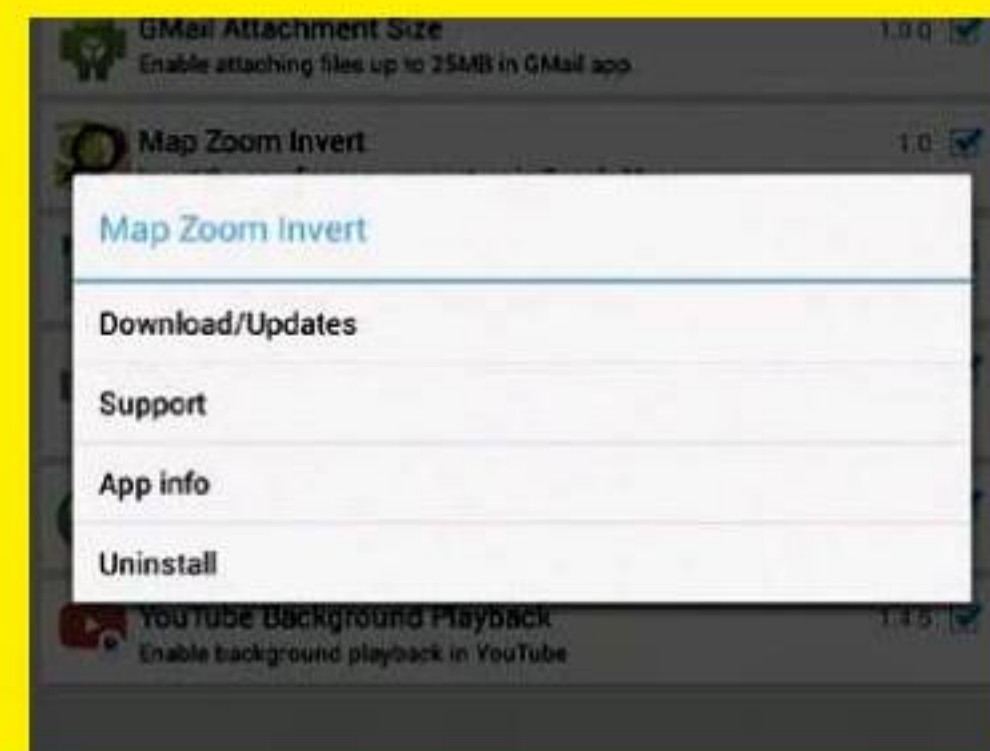 GMail Attachment Size 1.0.0
Enable attaching files up to 25MB in GMail app
Map Zoom Invert 1.0
Map Zoom Invert
Download/Updates
Support
App info
Uninstall
YouTube Background Playback 1.4.5
Enable background playback in YouTube